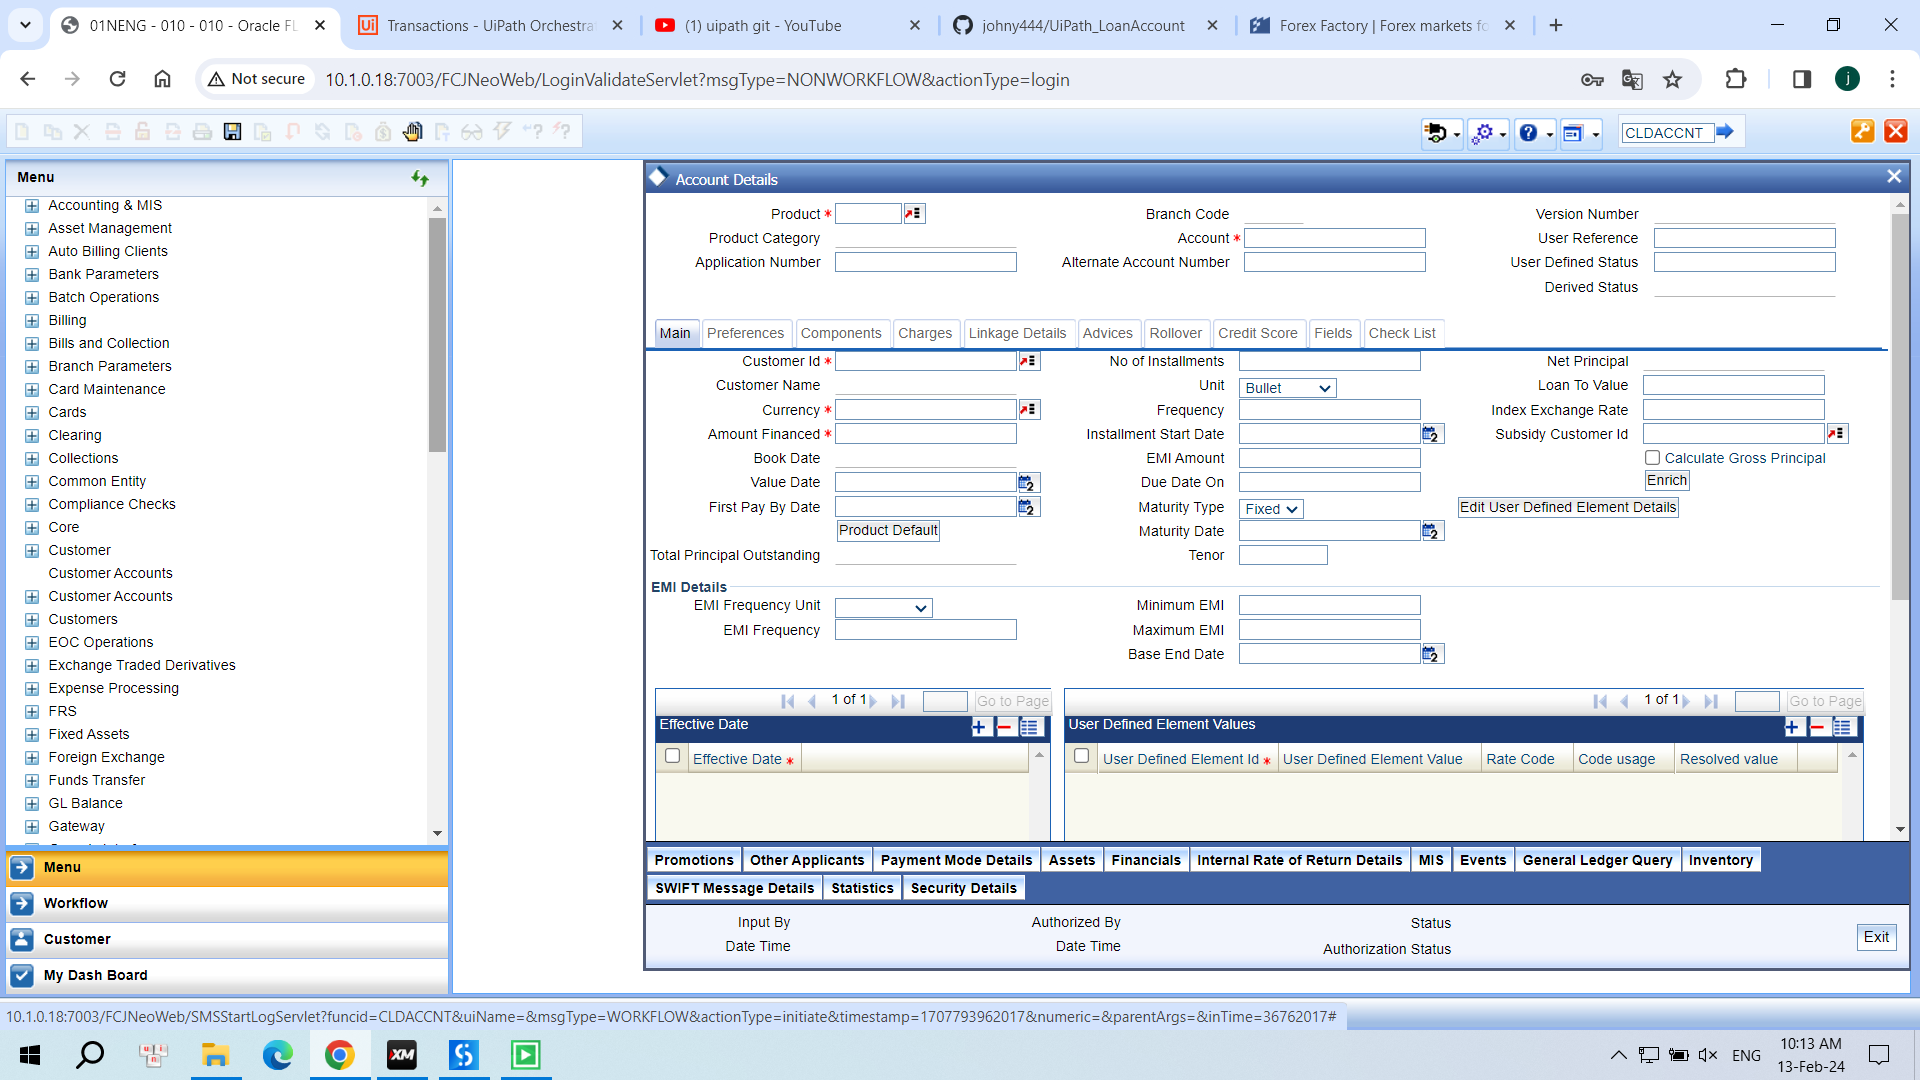 01NENG - 010 - 010 - Oracle FL
Transactions - UiPath Orchestra
(1) uipath git - YouTube
johny444/UiPath_LoanAccount
Forex Factory | Forex markets fo
Not secure
10.1.0.18:7003/FCJNeoWeb/LoginValidateServlet?msgType=NONWORKFLOW&actionType=login
j
CLDACCNT
Menu
Accounting & MIS
Asset Management
Auto Billing Clients
Bank Parameters
Batch Operations
Billing
Bills and Collection
Branch Parameters
Card Maintenance
Cards
Clearing
Collections
Common Entity
Compliance Checks
Core
Customer
Customer Accounts
Customer Accounts
Customers
EOC Operations
Exchange Traded Derivatives
Expense Processing
FRS
Fixed Assets
Foreign Exchange
Funds Transfer
GL Balance
Gateway
Menu
Workflow
Customer
My Dash Board
Account Details
Product *
Branch Code
Version Number
Product Category
Account *
User Reference
Application Number
Alternate Account Number
User Defined Status
Derived Status
Main Preferences Components Charges Linkage Details Advices Rollover Credit Score Fields Check List
Customer Id *
No of Installments
Net Principal
Customer Name
Unit Bullet
Loan To Value
Currency *
Frequency
Index Exchange Rate
Amount Financed *
Installment Start Date
Subsidy Customer Id
Book Date
EMI Amount
Calculate Gross Principal
Value Date
Due Date On
Enrich
First Pay By Date
Maturity Type Fixed
Edit User Defined Element Details
Product Default
Maturity Date
Total Principal Outstanding
Tenor
EMI Details
EMI Frequency Unit
Minimum EMI
EMI Frequency
Maximum EMI
Base End Date
1 of 1 Go to Page
1 of 1 Go to Page
Effective Date
User Defined Element Values
Effective Date *
User Defined Element Id * User Defined Element Value Rate Code Code usage Resolved value
Promotions Other Applicants Payment Mode Details Assets Financials Internal Rate of Return Details MIS Events General Ledger Query Inventory
SWIFT Message Details Statistics Security Details
Input By
Authorized By
Status
Date Time
Date Time
Authorization Status
Exit
10.1.0.18:7003/FCJNeoWeb/SMSStartLogServlet?funcid=CLDACCNT&uiName=&msgType=WORKFLOW&actionType=initiate&timestamp=1707793962017&numeric=&parentArgs=&inTime=36762017#
XM
ENG
10:13 AM
13-Feb-24